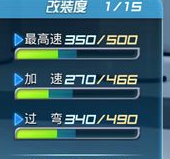 改装度 1/15
最高速 350/500
加 速 270/466
过 弯 340/490